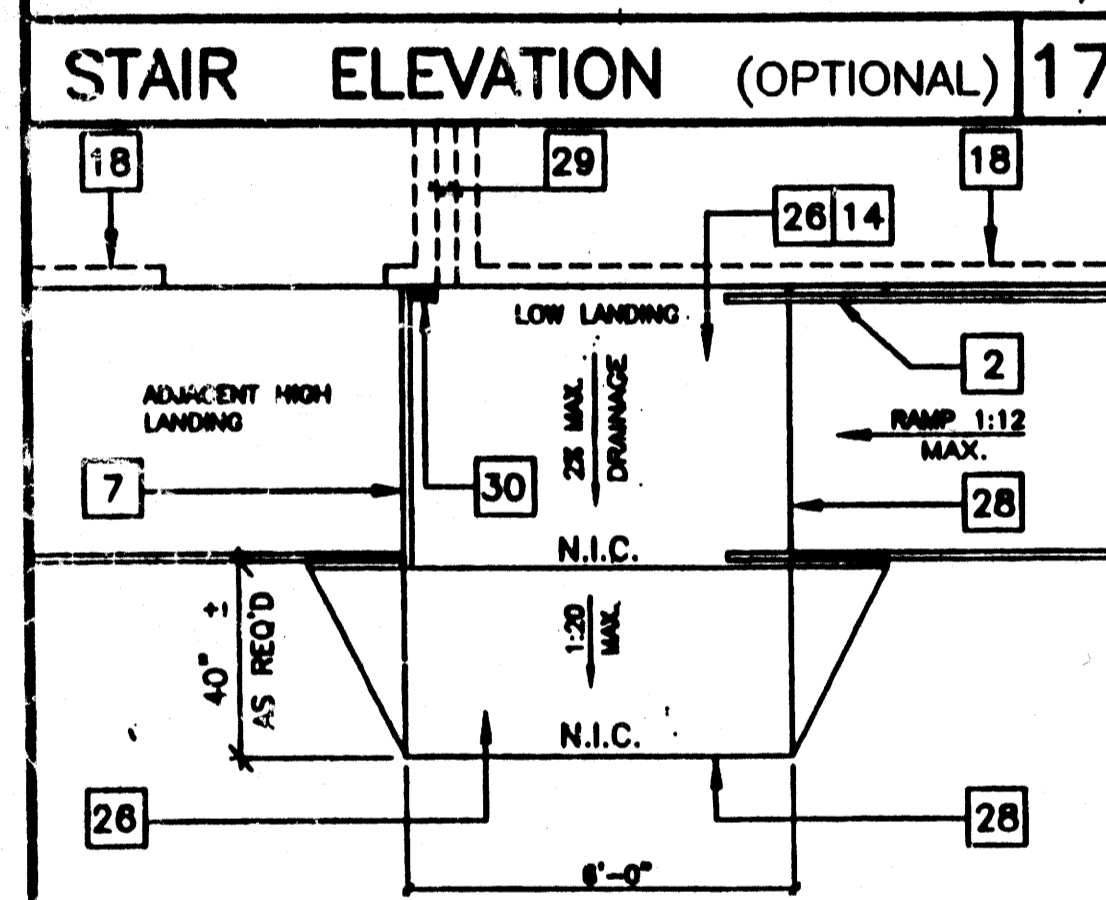 STAIR ELEVATION (OPTIONAL) 17
18
29
18
26 14
LOW LANDING
2
ADJACENT HIGH
LANDING
2% MAX.
DRAINAGE
RAMP 1:12
MAX.
7
30
28
N.I.C.
40" ±
AS REQ'D
1:20
MAX.
N.I.C.
26
28
6'-0"